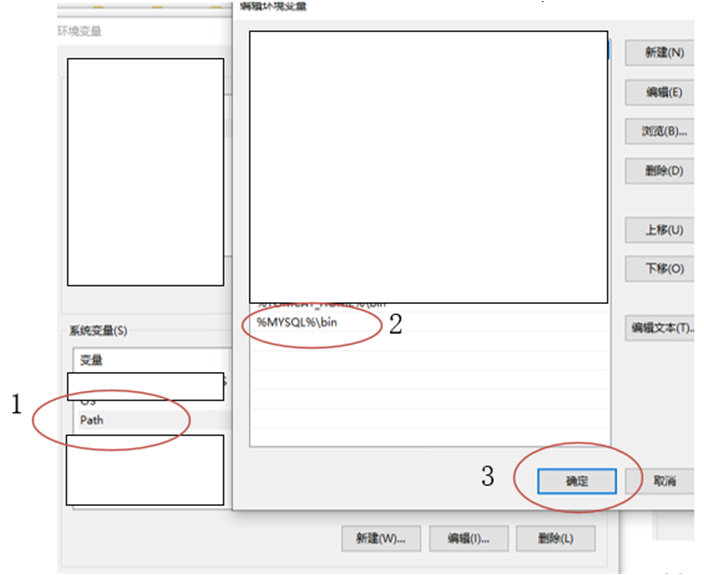 编辑环境变量
环境变量
新建(N)
编辑(E)
浏览(B)...
删除(D)
上移(U)
下移(O)
编辑文本(T)..
%MYSQL%\bin
2
系统变量(S)
变量
OS
1
Path
3
确定
取消
新建(W)...
编辑(I)...
删除(L)